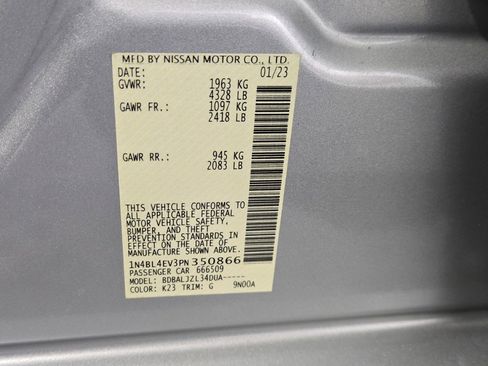 MFD BY NISSAN MOTOR CO., LTD.
DATE: 01/23
GVWR: 1963 KG
4328 LB
GAWR FR.: 1097 KG
2418 LB
GAWR RR.: 945 KG
2083 LB
THIS VEHICLE CONFORMS TO
ALL APPLICABLE FEDERAL
MOTOR VEHICLE SAFETY,
BUMPER, AND THEFT
PREVENTION STANDARDS
IN EFFECT ON THE DATE OF
MANUFACTURE SHOWN ABOVE.
1N4BL4EV3PN350866
PASSENGER CAR 666509
MODEL: BDBALJZL34DUA-----
COLOR: K23 TRIM: G 9N00A